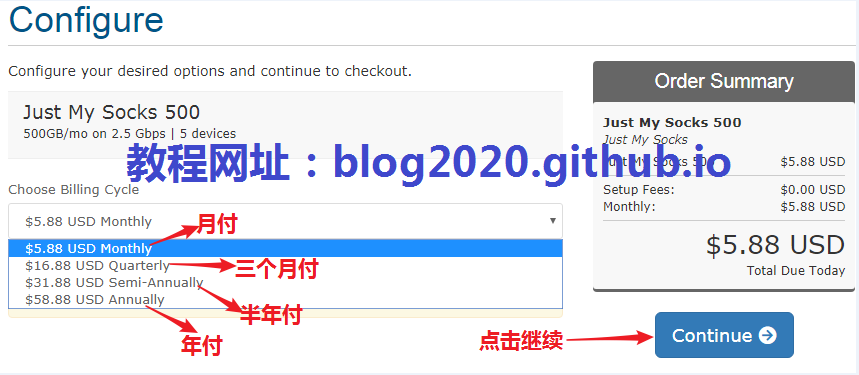 Configure
Configure your desired options and continue to checkout.
Just My Socks 500
500GB/mo on 2.5 Gbps | 5 devices
教程网址：blog2020.github.io
Choose Billing Cycle
$5.88 USD Monthly
$5.88 USD Monthly
月付
$16.88 USD Quarterly
三个月付
$31.88 USD Semi-Annually
半年付
$58.88 USD Annually
年付
Order Summary
Just My Socks 500
Just My Socks
Just My Socks 500 $5.88 USD
Setup Fees: $0.00 USD
Monthly: $5.88 USD
$5.88 USD
Total Due Today
点击继续
Continue